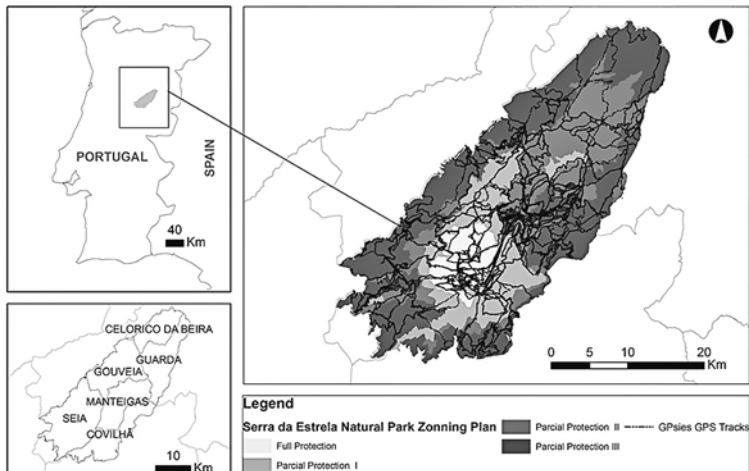 PORTUGAL
SPAIN
40
Km
CELORICO DA BEIRA
GUARDA
GOUVEIA
MANTEIGAS
SEIA
COVILHÃ
10
Km
0 5 10 20
Km
Legend
Serra da Estrela Natural Park Zonning Plan
Full Protection
Parcial Protection I
Parcial Protection II
Parcial Protection III
GPsies GPS Tracks